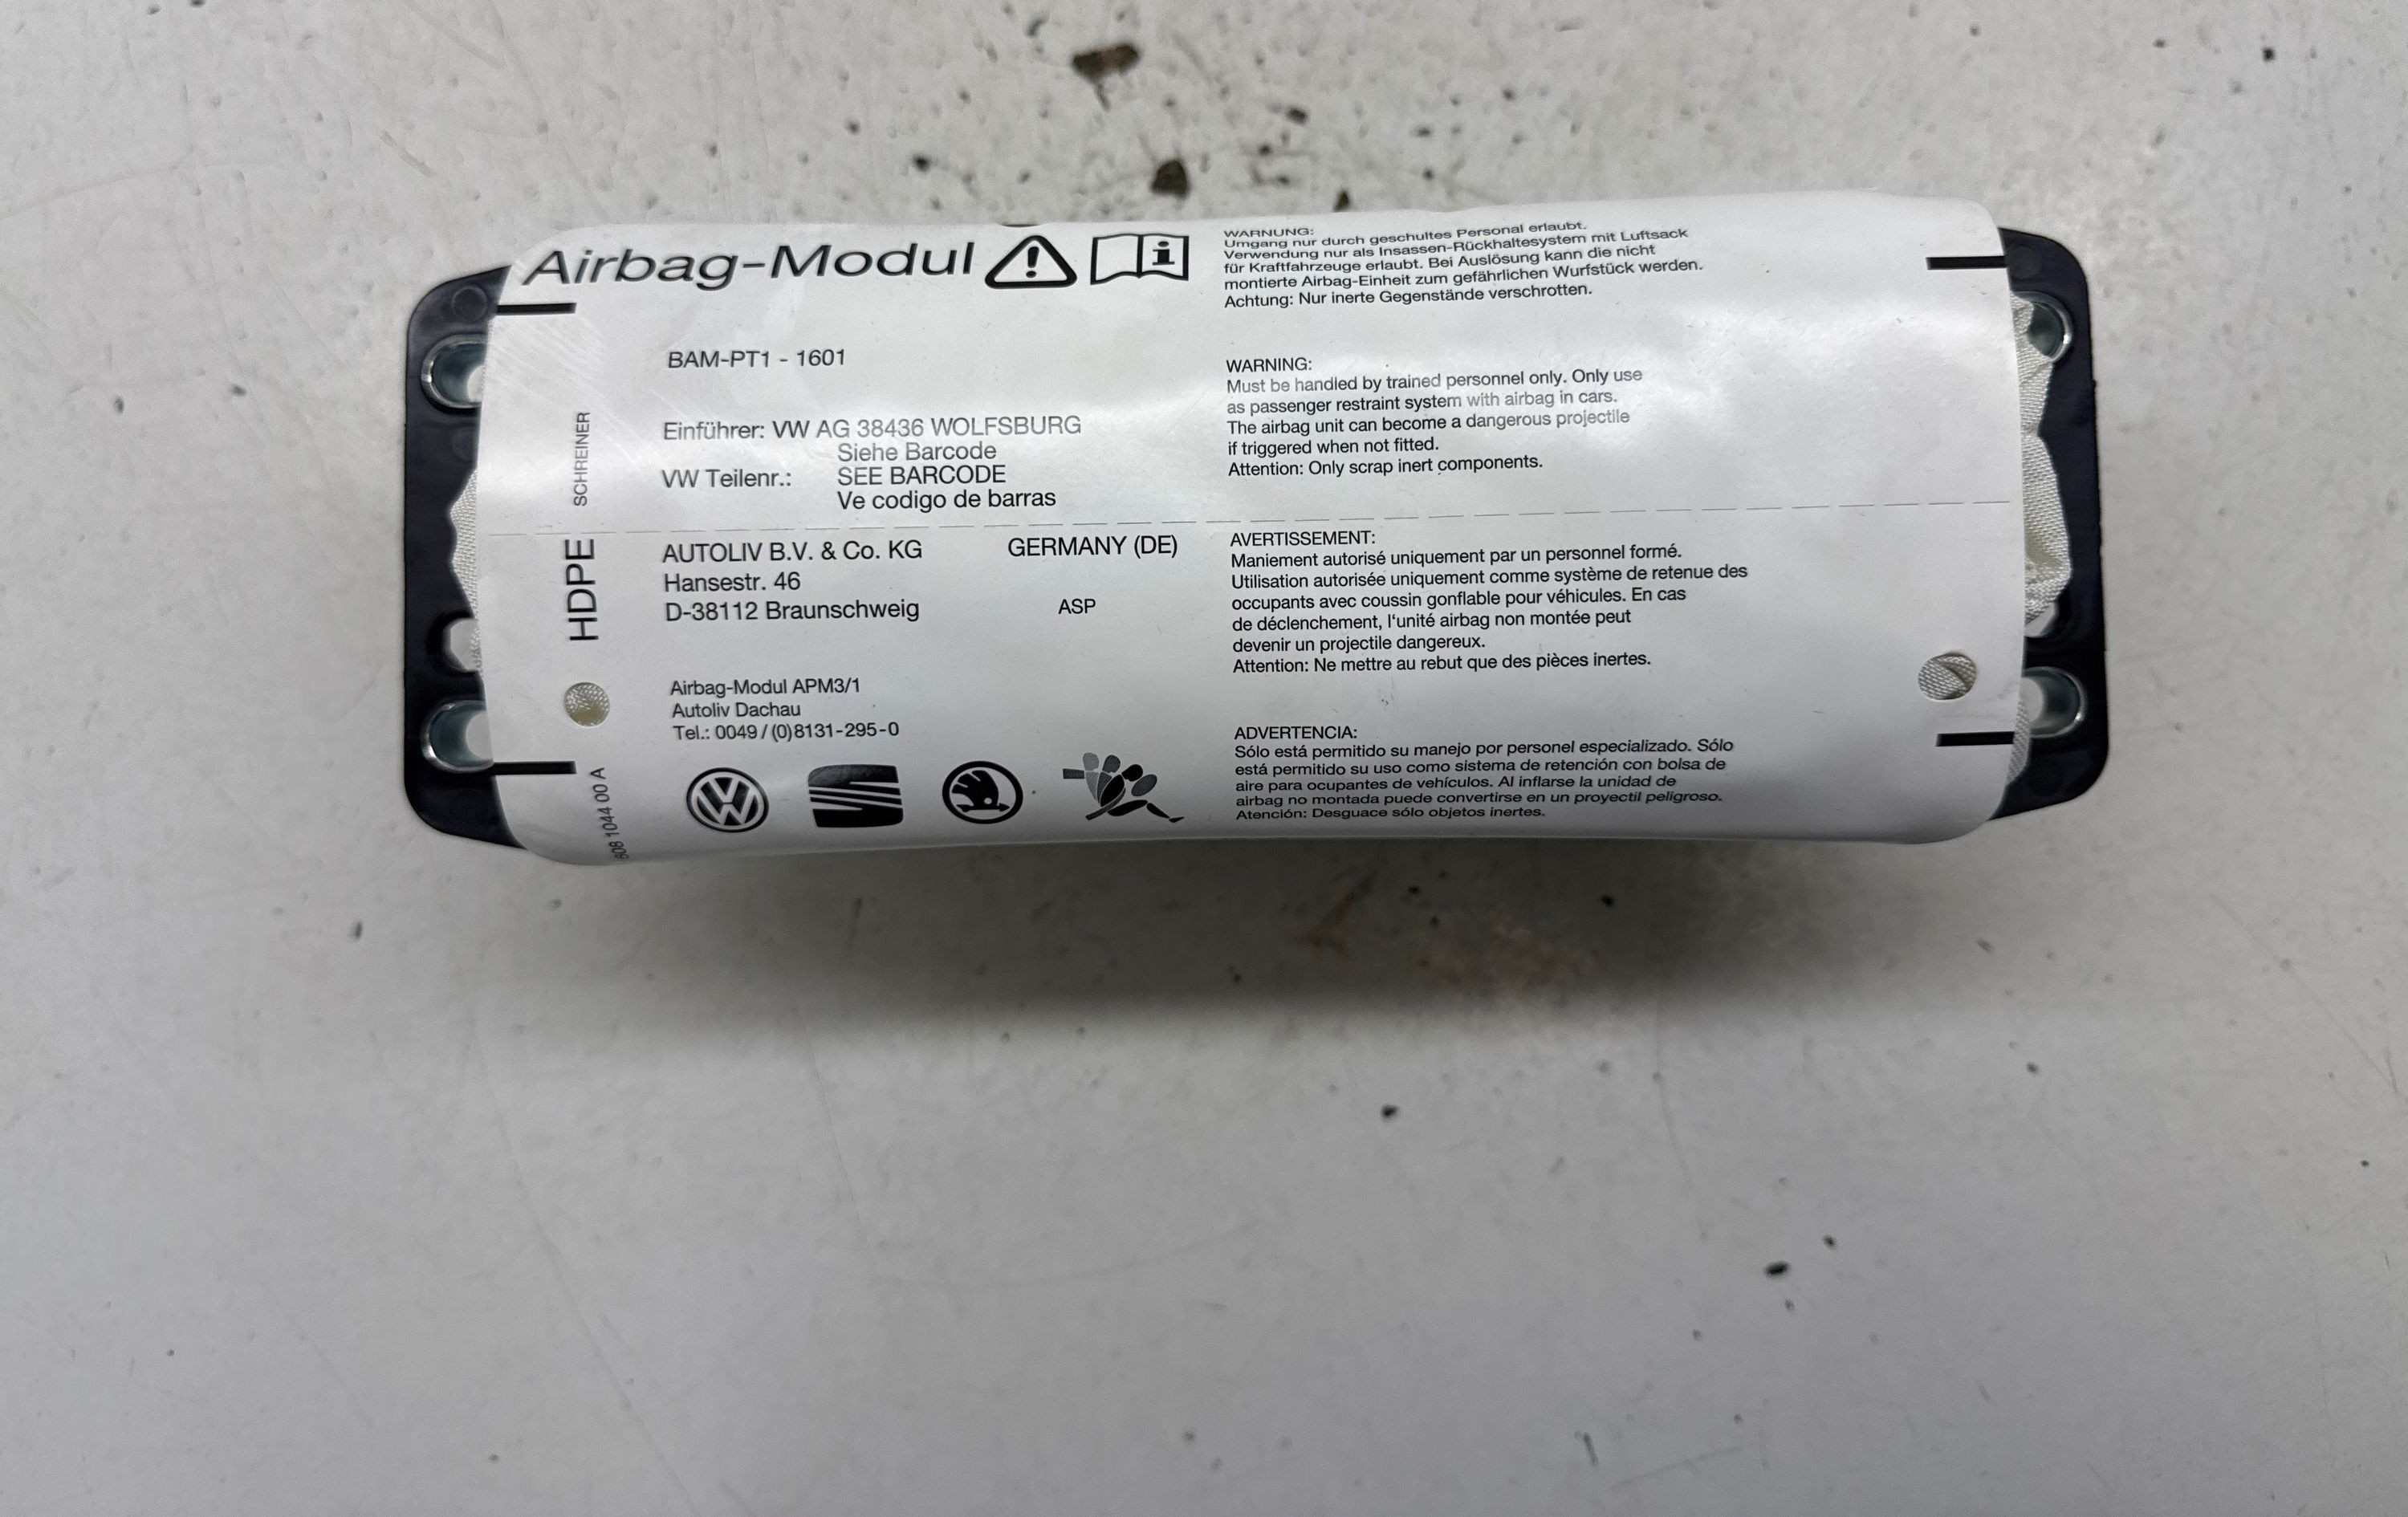 Airbag-Modul
BAM-PT1 - 1601
Einführer: VW AG 38436 WOLFSBURG
Siehe Barcode
VW Teilenr.: SEE BARCODE
Ve codigo de barras
SCHREINER
HDPE
AUTOLIV B.V. & Co. KG GERMANY (DE)
Hansestr. 46
D-38112 Braunschweig ASP
Airbag-Modul APM3/1
Autoliv Dachau
Tel.: 0049 / (0)8131-295-0
608 1044 00 A
WARNUNG:
Umgang nur durch geschultes Personal erlaubt.
Verwendung nur als Insassen-Rückhaltesystem mit Luftsack
für Kraftfahrzeuge erlaubt. Bei Auslösung kann die nicht
montierte Airbag-Einheit zum gefährlichen Wurfstück werden.
Achtung: Nur inerte Gegenstände verschrotten.
WARNING:
Must be handled by trained personnel only. Only use
as passenger restraint system with airbag in cars.
The airbag unit can become a dangerous projectile
if triggered when not fitted.
Attention: Only scrap inert components.
AVERTISSEMENT:
Maniement autorisé uniquement par un personnel formé.
Utilisation autorisée uniquement comme système de retenue des
occupants avec coussin gonflable pour véhicules. En cas
de déclenchement, l'unité airbag non montée peut
devenir un projectile dangereux.
Attention: Ne mettre au rebut que des pièces inertes.
ADVERTENCIA:
Sólo está permitido su manejo por personel especializado. Sólo
está permitido su uso como sistema de retención con bolsa de
aire para ocupantes de vehículos. Al inflarse la unidad de
airbag no montada puede convertirse en un proyectil peligroso.
Atención: Desguace sólo objetos inertes.